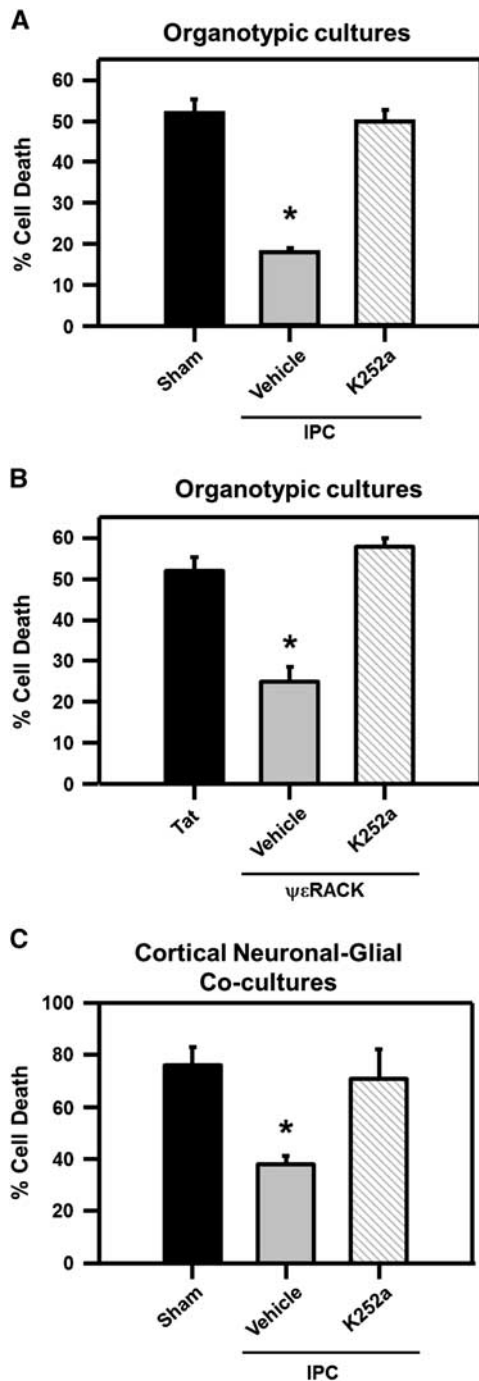 A
Organotypic cultures
% Cell Death
60
50
40
30
20
10
0
*
Sham
Vehicle
K252a
IPC
B
Organotypic cultures
% Cell Death
60
50
40
30
20
10
0
*
Tat
Vehicle
K252a
ψεRACK
C
Cortical Neuronal-Glial
Co-cultures
% Cell Death
100
80
60
40
20
0
*
Sham
Vehicle
K252a
IPC